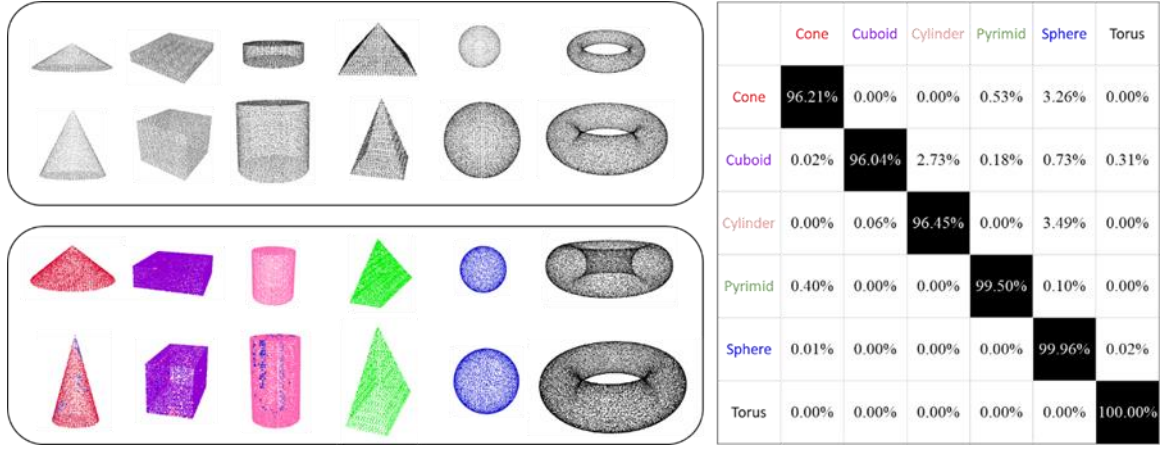 Cone Cuboid Cylinder Pyrimid Sphere Torus
Cone 96.21% 0.00% 0.00% 0.53% 3.26% 0.00%
Cuboid 0.02% 96.04% 2.73% 0.18% 0.73% 0.31%
Cylinder 0.00% 0.06% 96.45% 0.00% 3.49% 0.00%
Pyrimid 0.40% 0.00% 0.00% 99.50% 0.10% 0.00%
Sphere 0.01% 0.00% 0.00% 0.00% 99.96% 0.02%
Torus 0.00% 0.00% 0.00% 0.00% 0.00% 100.00%